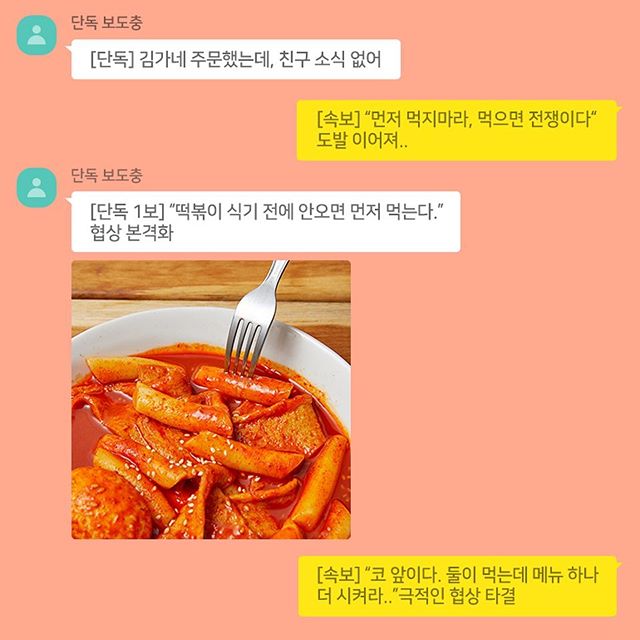 단독 보도충
[단독] 김가네 주문했는데, 친구 소식 없어
[속보] “먼저 먹지마라, 먹으면 전쟁이다“
도발 이어져..
단독 보도충
[단독 1보] “떡볶이 식기 전에 안오면 먼저 먹는다.”
협상 본격화
[속보] “코 앞이다. 둘이 먹는데 메뉴 하나
더 시켜라..”극적인 협상 타결